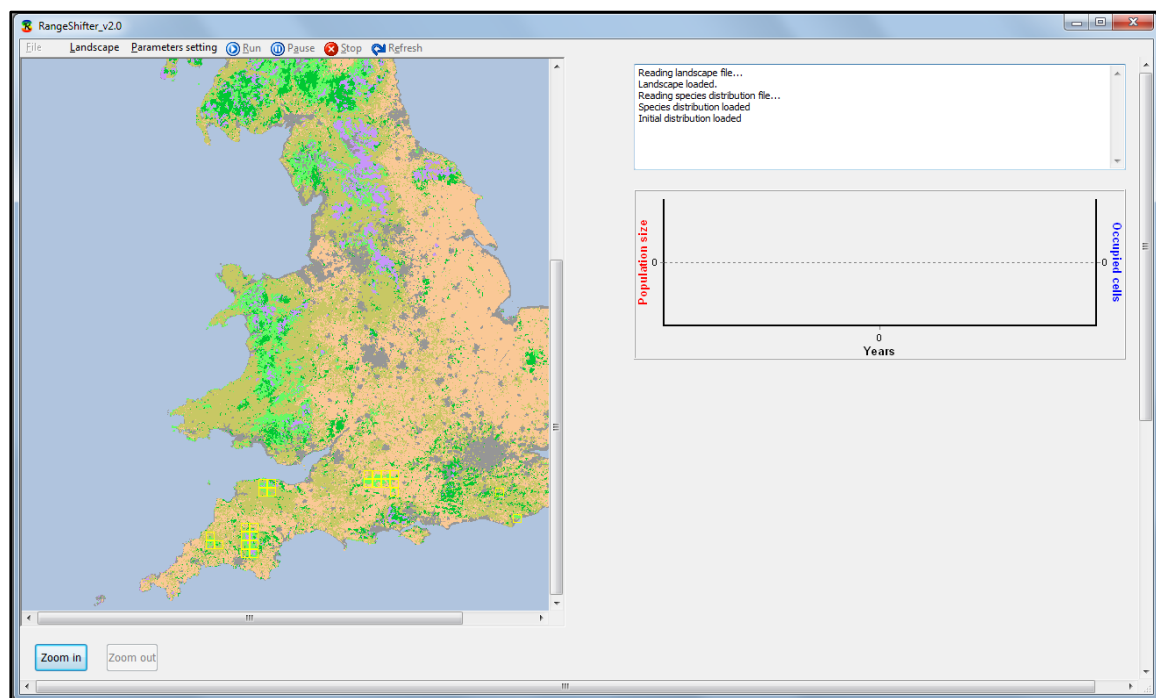 RangeShifter_v2.0
File Landscape Parameters setting Run Pause Stop Refresh
Reading landscape file...
Landscape loaded.
Reading species distribution file...
Species distribution loaded
Initial distribution loaded
Population size
0
0
Occupied cells
0
Years
Zoom in Zoom out